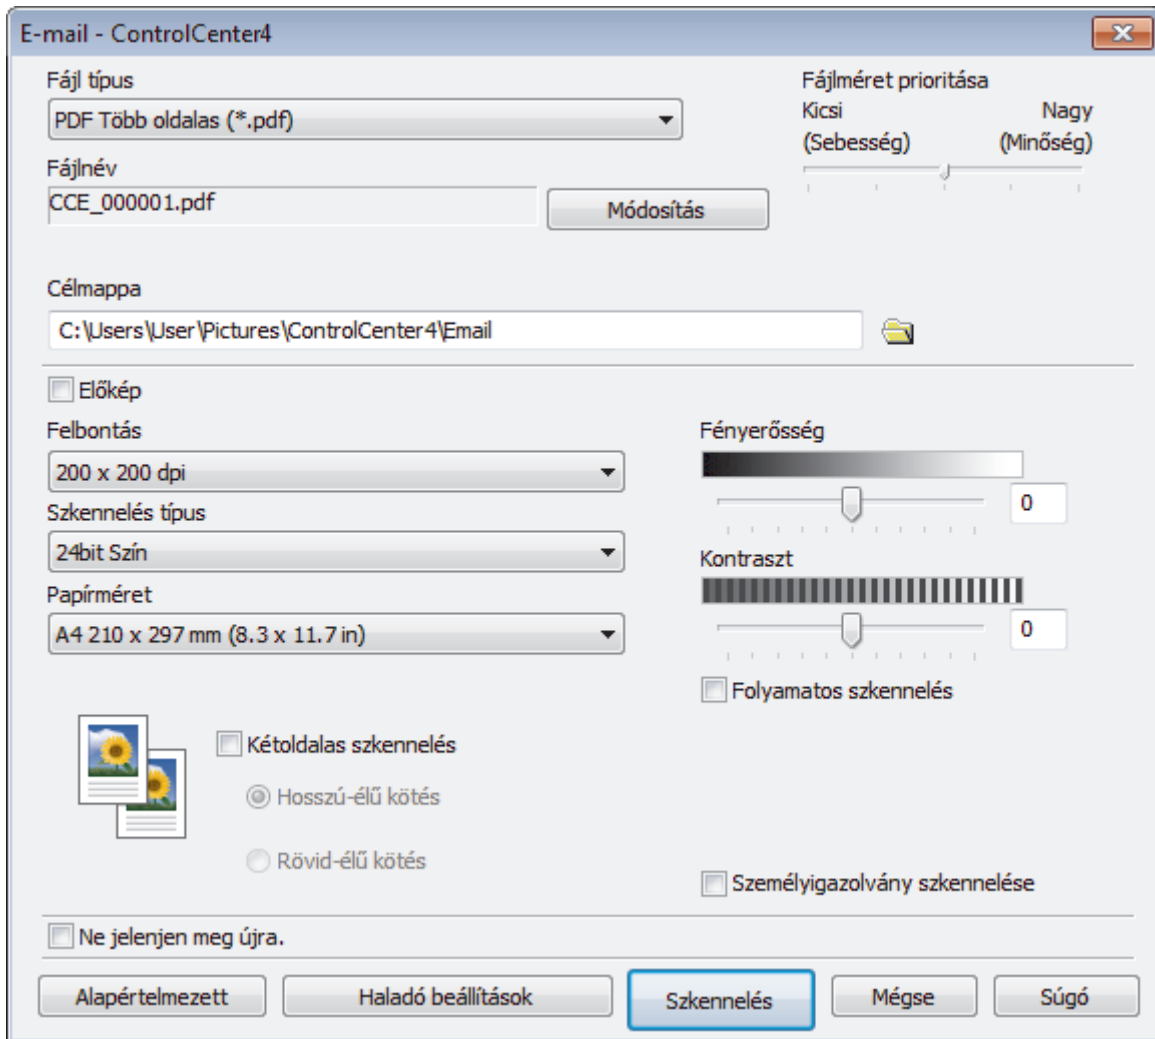 E-mail - ControlCenter4
Fájl típus
PDF Több oldalas (*.pdf)
Fájlméret prioritása
Kicsi Nagy
(Sebesség) (Minőség)
Fájlnév
CCE_000001.pdf
Módosítás
Célmappa
C:\Users\User\Pictures\ControlCenter4\Email
Előkép
Felbontás
200 x 200 dpi
Szkennelés típus
24bit Szín
Papírméret
A4 210 x 297 mm (8.3 x 11.7 in)
Fényerősség
0
Kontraszt
0
Folyamatos szkennelés
Kétoldalas szkennelés
Hosszú-élű kötés
Rövid-élű kötés
Személyigazolvány szkennelése
Ne jelenjen meg újra.
Alapértelmezett Haladó beállítások Szkennelés Mégse Súgó